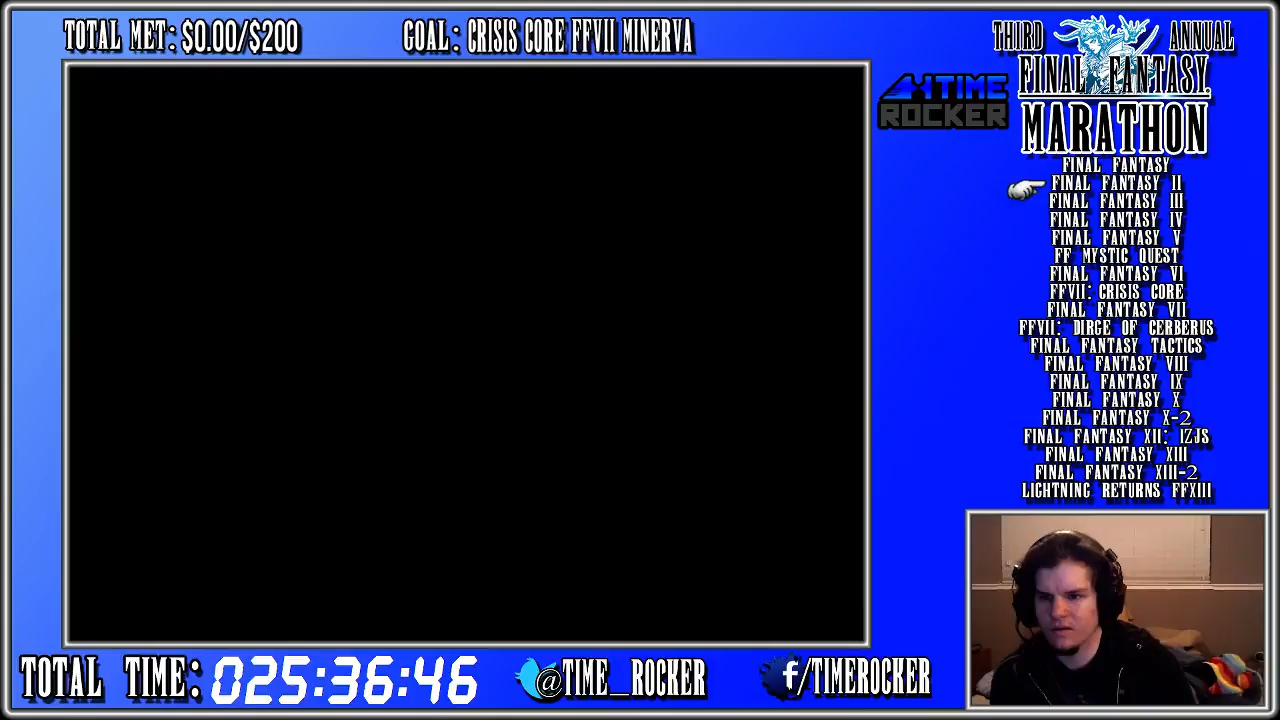 TOTAL MET: $0.00/$200
GOAL: CRISIS CORE FFVII MINERVA
THIRD ANNUAL
FINAL FANTASY
MARATHON
TIME
ROCKER
FINAL FANTASY
FINAL FANTASY II
FINAL FANTASY III
FINAL FANTASY IV
FINAL FANTASY V
FF MYSTIC QUEST
FINAL FANTASY VI
FFVII: CRISIS CORE
FINAL FANTASY VII
FFVII: DIRGE OF CERBERUS
FINAL FANTASY TACTICS
FINAL FANTASY VIII
FINAL FANTASY IX
FINAL FANTASY X
FINAL FANTASY X-2
FINAL FANTASY XII: IZJS
FINAL FANTASY XIII
FINAL FANTASY XIII-2
LIGHTNING RETURNS FFXIII
TOTAL TIME: 025:36:46
@TIME_ROCKER
f/TIMEROCKER